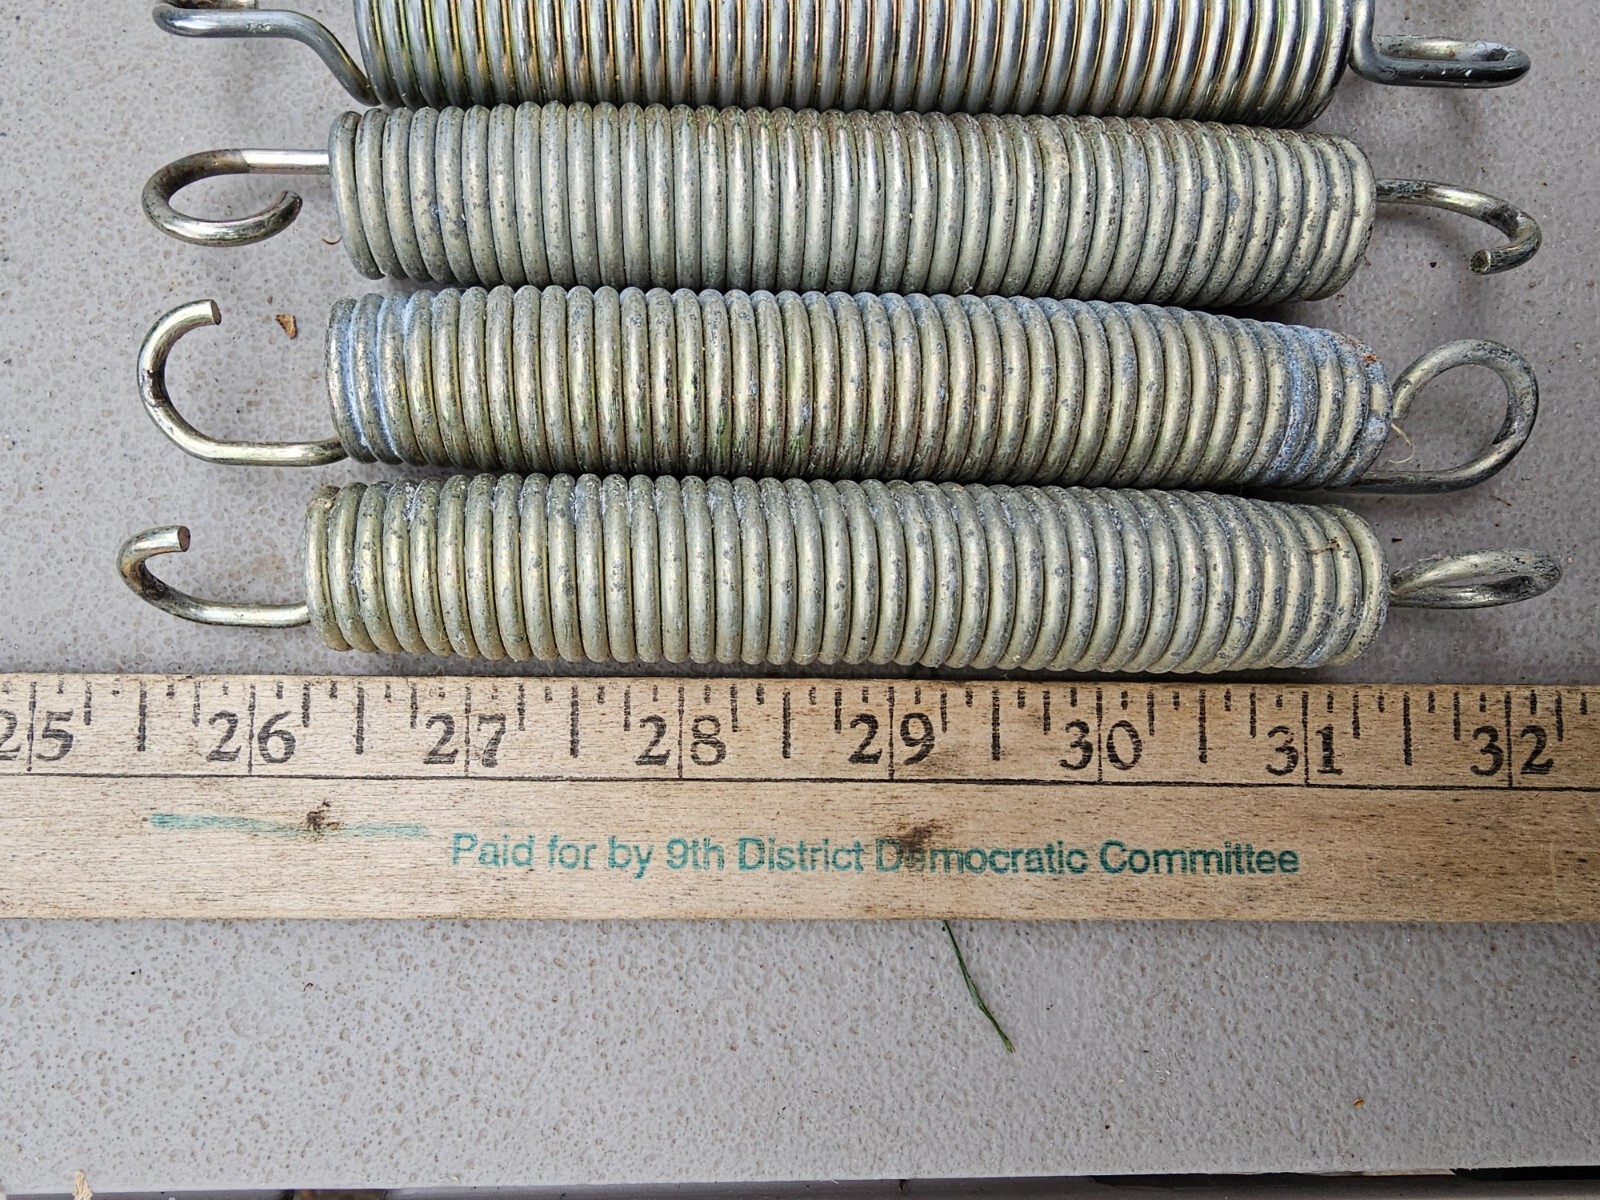 25 26 27 28 29 30 31 32
Paid for by 9th District Democratic Committee